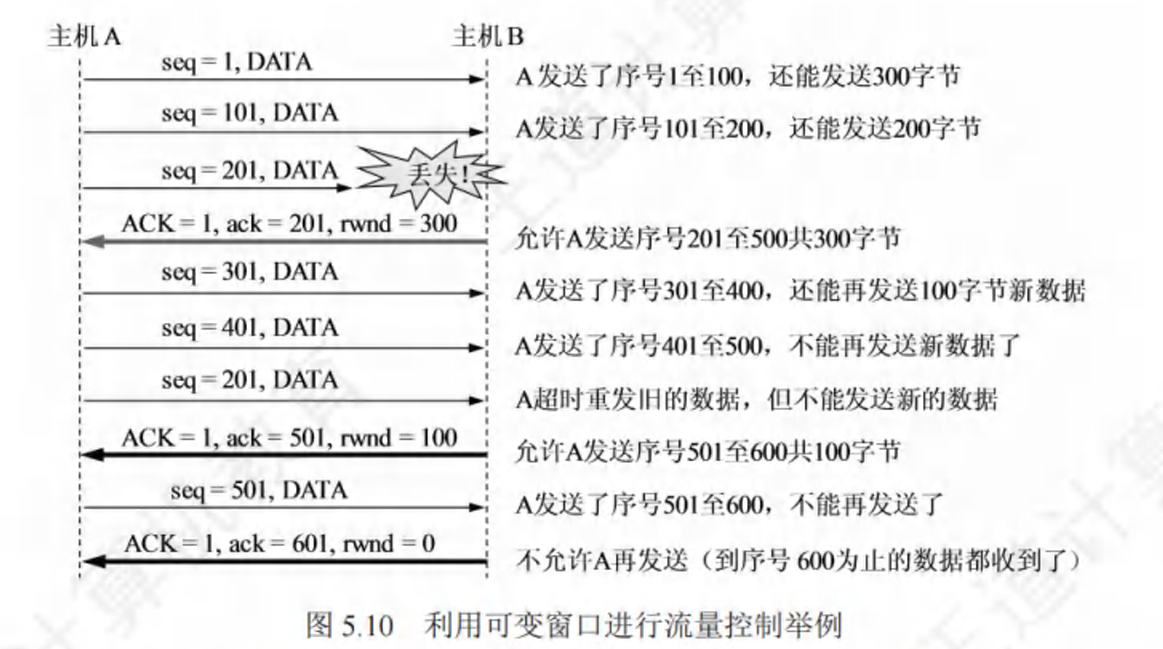 主机A 主机B
seq = 1, DATA
A发送了序号1至100，还能发送300字节
seq = 101, DATA
A发送了序号101至200，还能发送200字节
seq = 201, DATA
丢失!
ACK = 1, ack = 201, rwnd = 300
允许A发送序号201至500共300字节
seq = 301, DATA
A发送了序号301至400，还能再发送100字节新数据
seq = 401, DATA
A发送了序号401至500，不能再发送新数据了
seq = 201, DATA
A超时重发旧的数据，但不能发送新的数据
ACK = 1, ack = 501, rwnd = 100
允许A发送序号501至600共100字节
seq = 501, DATA
A发送了序号501至600，不能再发送了
ACK = 1, ack = 601, rwnd = 0
不允许A再发送（到序号 600为止的数据都收到了）
图 5.10 利用可变窗口进行流量控制举例